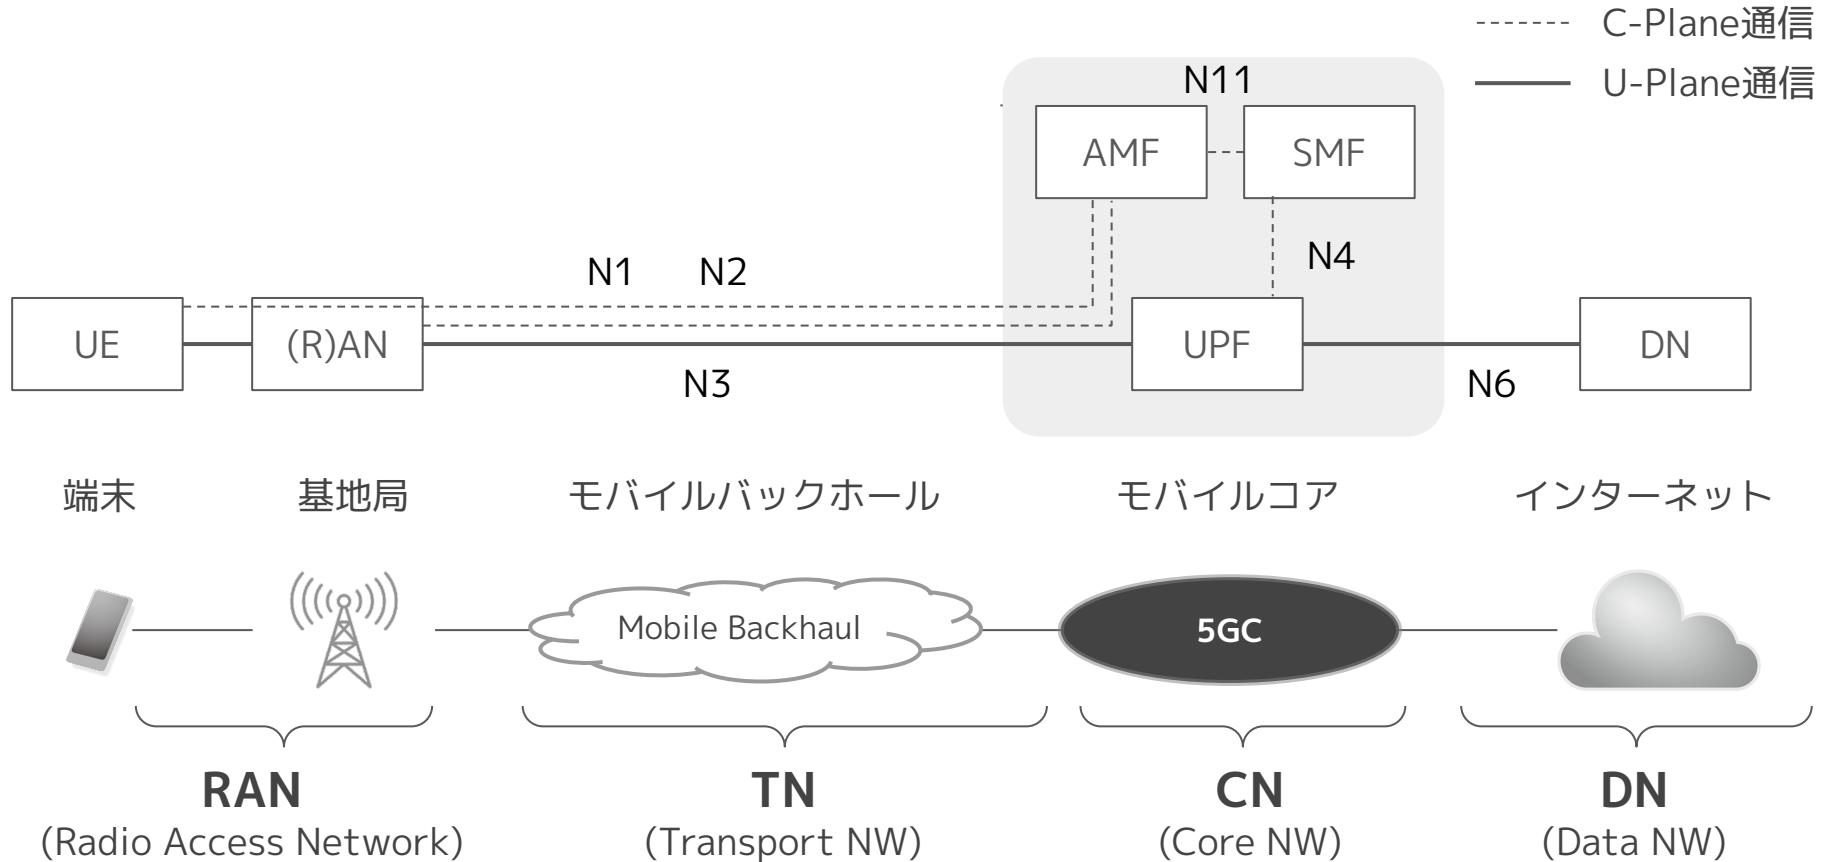 C-Plane通信
U-Plane通信
N11
AMF
SMF
N1
N2
N4
UE
(R)AN
UPF
DN
N3
N6
端末
基地局
モバイルバックホール
モバイルコア
インターネット
Mobile Backhaul
5GC
RAN
(Radio Access Network)
TN
(Transport NW)
CN
(Core NW)
DN
(Data NW)